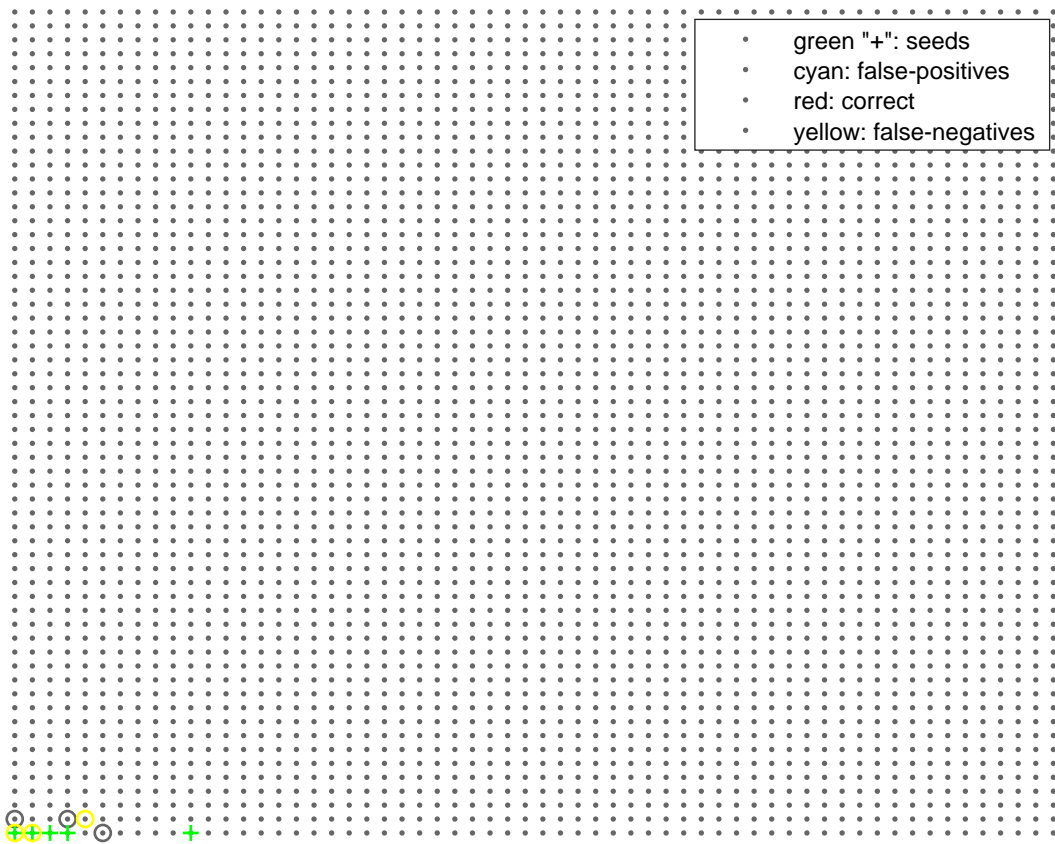 green "+": seeds
cyan: false-positives
red: correct
yellow: false-negatives